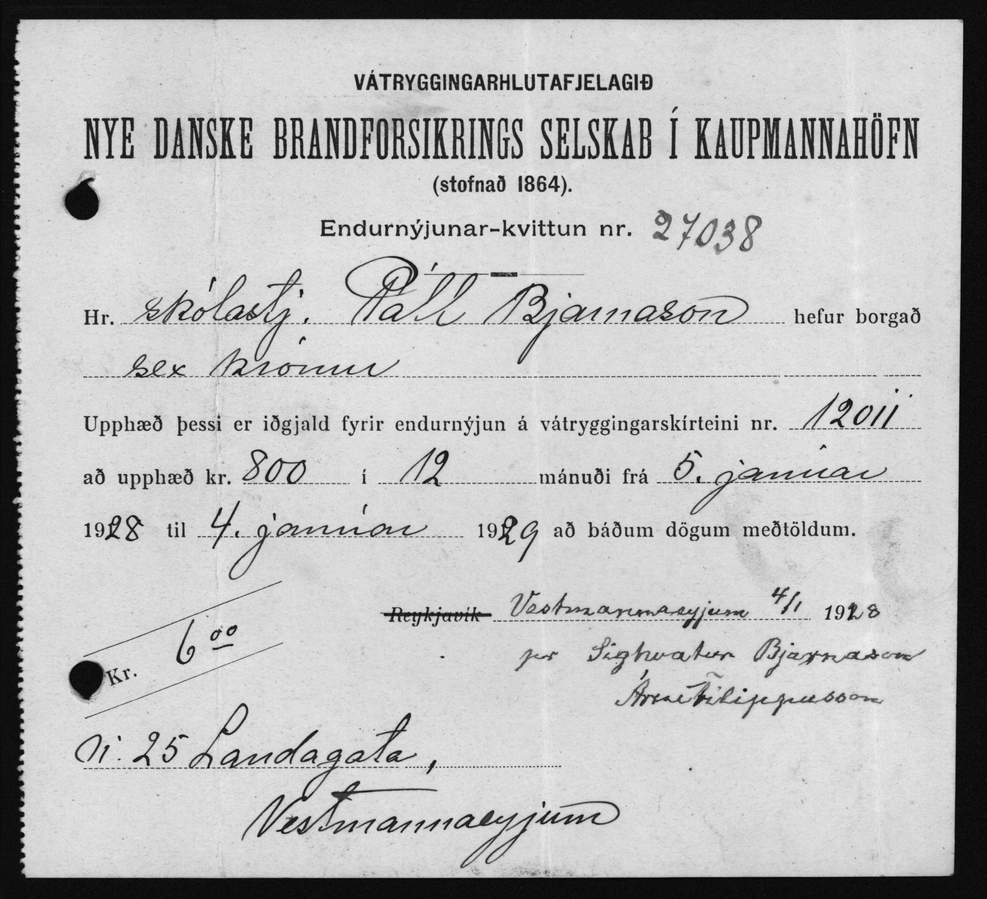 VÁTRYGGINGARHLUTAFJELAGIÐ
NYE DANSKE BRANDFORSIKRINGS SELSKAB Í KAUPMANNAHÖFN
(stofnað 1864).
Endurnýjunar-kvittun nr. 27038
Hr. skólastj. Páll Bjarnason hefur borgað
sex krónur
Upphæð þessi er iðgjald fyrir endurnýjun á vátryggingarskírteini nr. 12011
að upphæð kr. 800 í 12 mánuði frá 5. janúar
1928 til 4. janúar 1929 að báðum dögum meðtöldum.
Reykjavík Vestmannaeyjum 4/1 1928
pr Sighvatur Bjarnason
Kr. 6.00
Árni Filippusson
25 Landagata,
Vestmannaeyjum